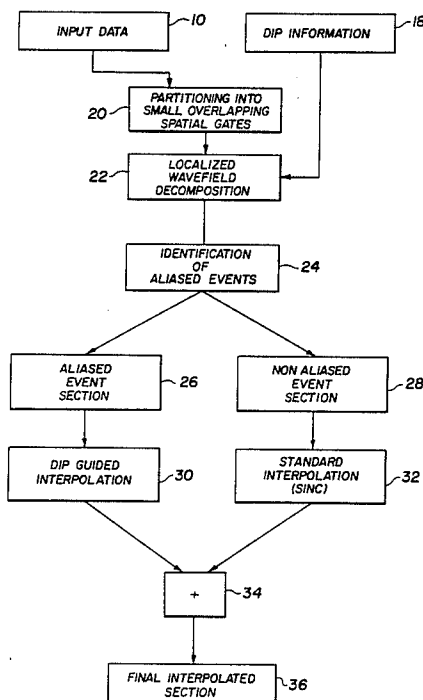 INPUT DATA
10
DIP INFORMATION
18
20
PARTITIONING INTO
SMALL OVERLAPPING
SPATIAL GATES
22
LOCALIZED
WAVEFIELD
DECOMPOSITION
IDENTIFICATION
OF
ALIASED EVENTS
24
ALIASED
EVENT
SECTION
26
NON ALIASED
EVENT
SECTION
28
DIP GUIDED
INTERPOLATION
30
STANDARD
INTERPOLATION
(SINC)
32
+
34
FINAL INTERPOLATED
SECTION
36